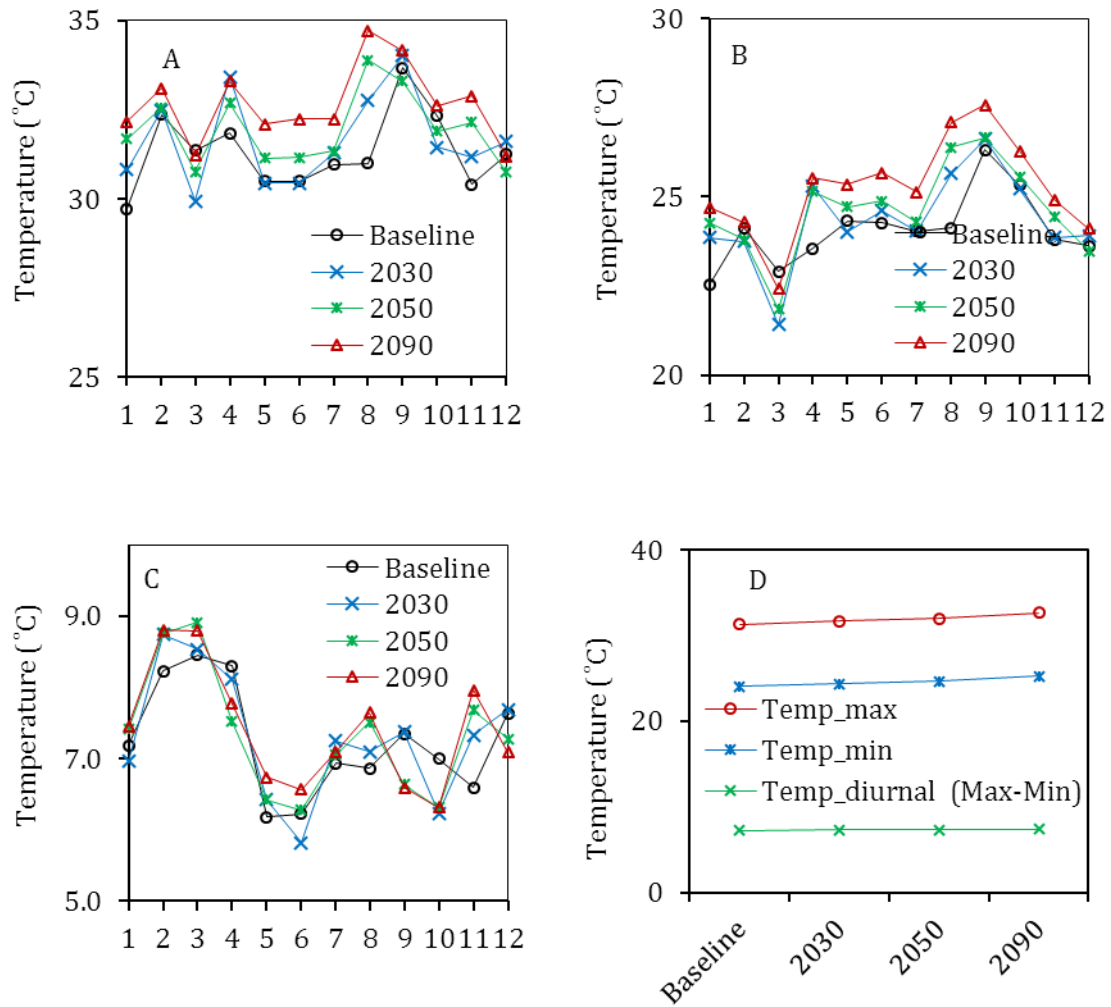 A
Temperature (°C)
35
30
25
Baseline
2030
2050
2090
1 2 3 4 5 6 7 8 9 10 11 12
B
Temperature (°C)
30
25
20
Baseline
2030
2050
2090
1 2 3 4 5 6 7 8 9 10 11 12
C
Temperature (°C)
9.0
7.0
5.0
Baseline
2030
2050
2090
1 2 3 4 5 6 7 8 9 10 11 12
D
Temperature (°C)
40
20
0
Temp_max
Temp_min
Temp_diurnal (Max-Min)
Baseline
2030
2050
2090